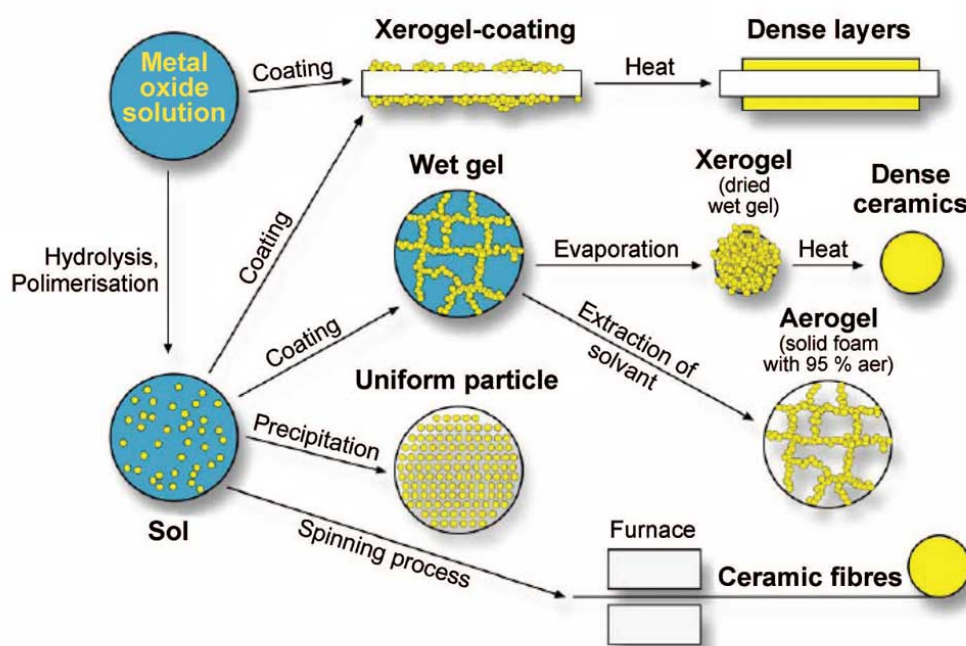 Xerogel-coating
Dense layers
Metal
oxide
solution
Coating
Heat
Wet gel
Xerogel
(dried
wet gel)
Dense
ceramics
Hydrolysis,
Polimerisation
Coating
Evaporation
Heat
Coating
Extraction of
solvant
Aerogel
(solid foam
with 95 % aer)
Uniform particle
Precipitation
Sol
Spinning process
Furnace
Ceramic fibres